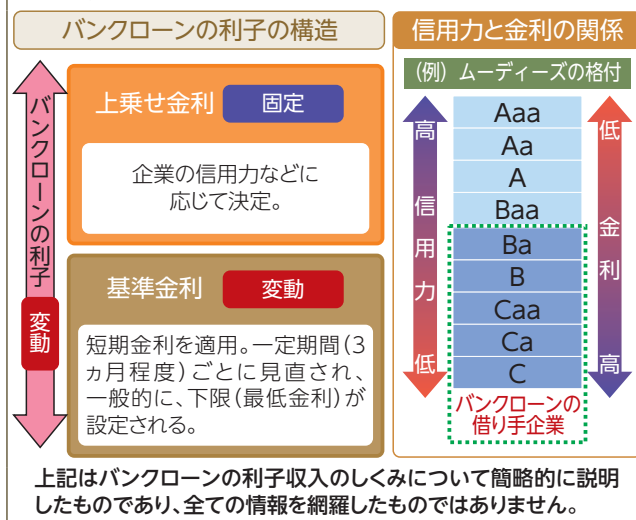 バンクローンの利子の構造
バンクローンの利子
変動
上乗せ金利 固定
企業の信用力などに
応じて決定。
基準金利 変動
短期金利を適用。一定期間(3
ヵ月程度)ごとに見直され、
一般的に、下限(最低金利)が
設定される。
信用力と金利の関係
(例) ムーディーズの格付
高 信用力 低
Aaa
Aa
A
Baa
Ba
B
Caa
Ca
C
低 金利 高
バンクローンの
借り手企業
上記はバンクローンの利子収入のしくみについて簡略的に説明
したものであり、全ての情報を網羅したものではありません。